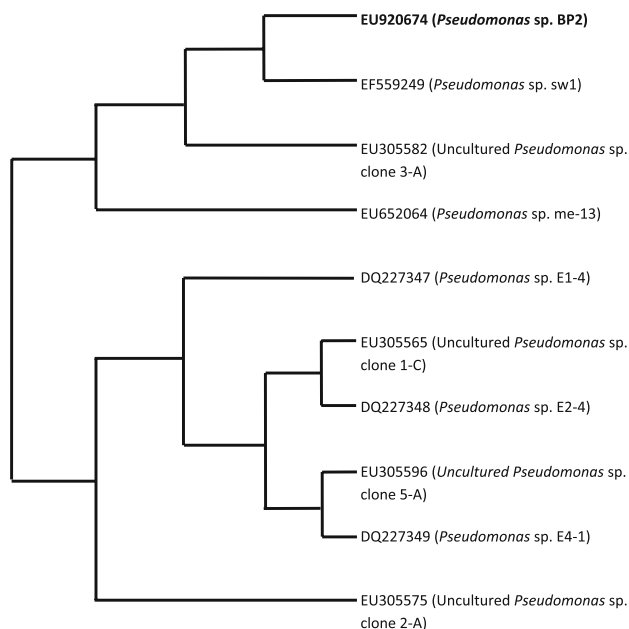 EU920674 (Pseudomonas sp. BP2)
EF559249 (Pseudomonas sp. sw1)
EU305582 (Uncultured Pseudomonas sp.
clone 3-A)
EU652064 (Pseudomonas sp. me-13)
DQ227347 (Pseudomonas sp. E1-4)
EU305565 (Uncultured Pseudomonas sp.
clone 1-C)
DQ227348 (Pseudomonas sp. E2-4)
EU305596 (Uncultured Pseudomonas sp.
clone 5-A)
DQ227349 (Pseudomonas sp. E4-1)
EU305575 (Uncultured Pseudomonas sp.
clone 2-A)